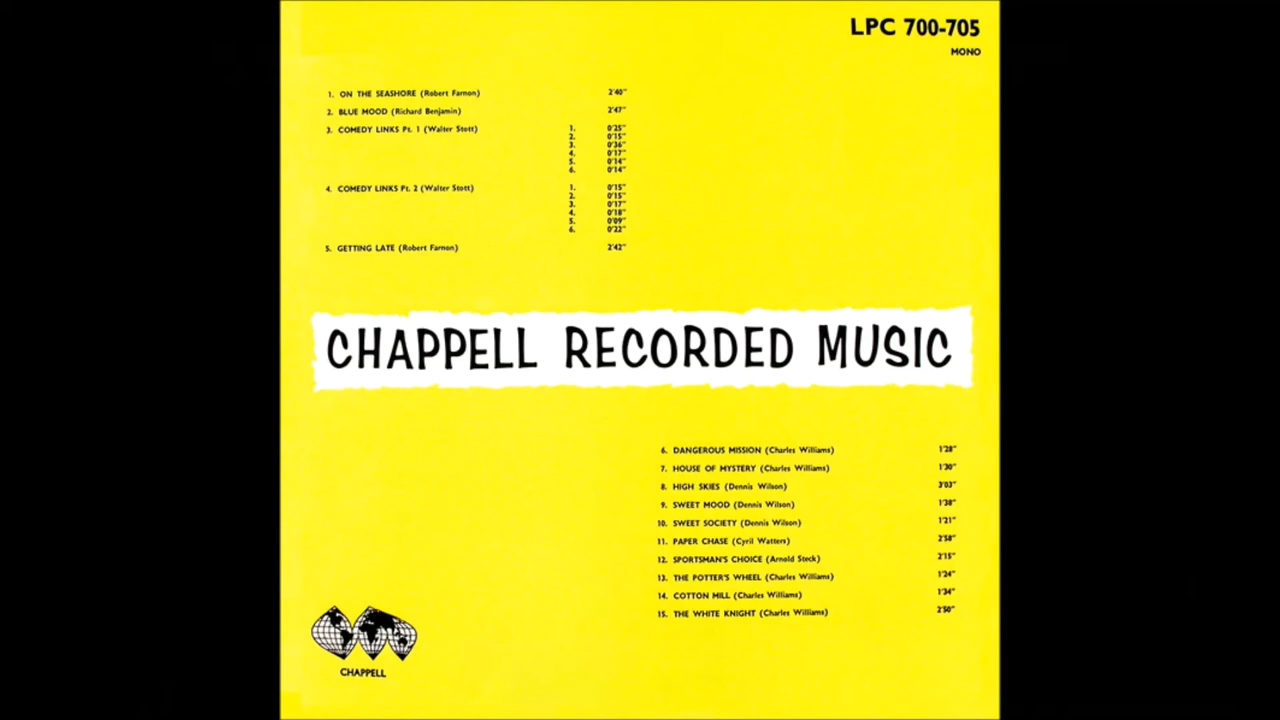 LPC 700-705
MONO
1. ON THE SEASHORE (Robert Farnon) 2'40"
2. BLUE MOOD (Richard Benjamin) 2'47"
3. COMEDY LINKS Pt. 1 (Walter Stott) 1. 0'25"
2. 0'15"
3. 0'36"
4. 0'17"
5. 0'14"
6. 0'14"
4. COMEDY LINKS Pt. 2 (Walter Stott) 1. 0'15"
2. 0'15"
3. 0'17"
4. 0'18"
5. 0'09"
6. 0'22"
5. GETTING LATE (Robert Farnon) 2'42"
CHAPPELL RECORDED MUSIC
6. DANGEROUS MISSION (Charles Williams) 1'28"
7. HOUSE OF MYSTERY (Charles Williams) 1'30"
8. HIGH SKIES (Dennis Wilson) 3'03"
9. SWEET MOOD (Dennis Wilson) 1'38"
10. SWEET SOCIETY (Dennis Wilson) 1'21"
11. PAPER CHASE (Cyril Watters) 2'58"
12. SPORTSMAN'S CHOICE (Arnold Steck) 2'15"
13. THE POTTER'S WHEEL (Charles Williams) 1'24"
14. COTTON MILL (Charles Williams) 1'34"
15. THE WHITE KNIGHT (Charles Williams) 2'50"
CHAPPELL